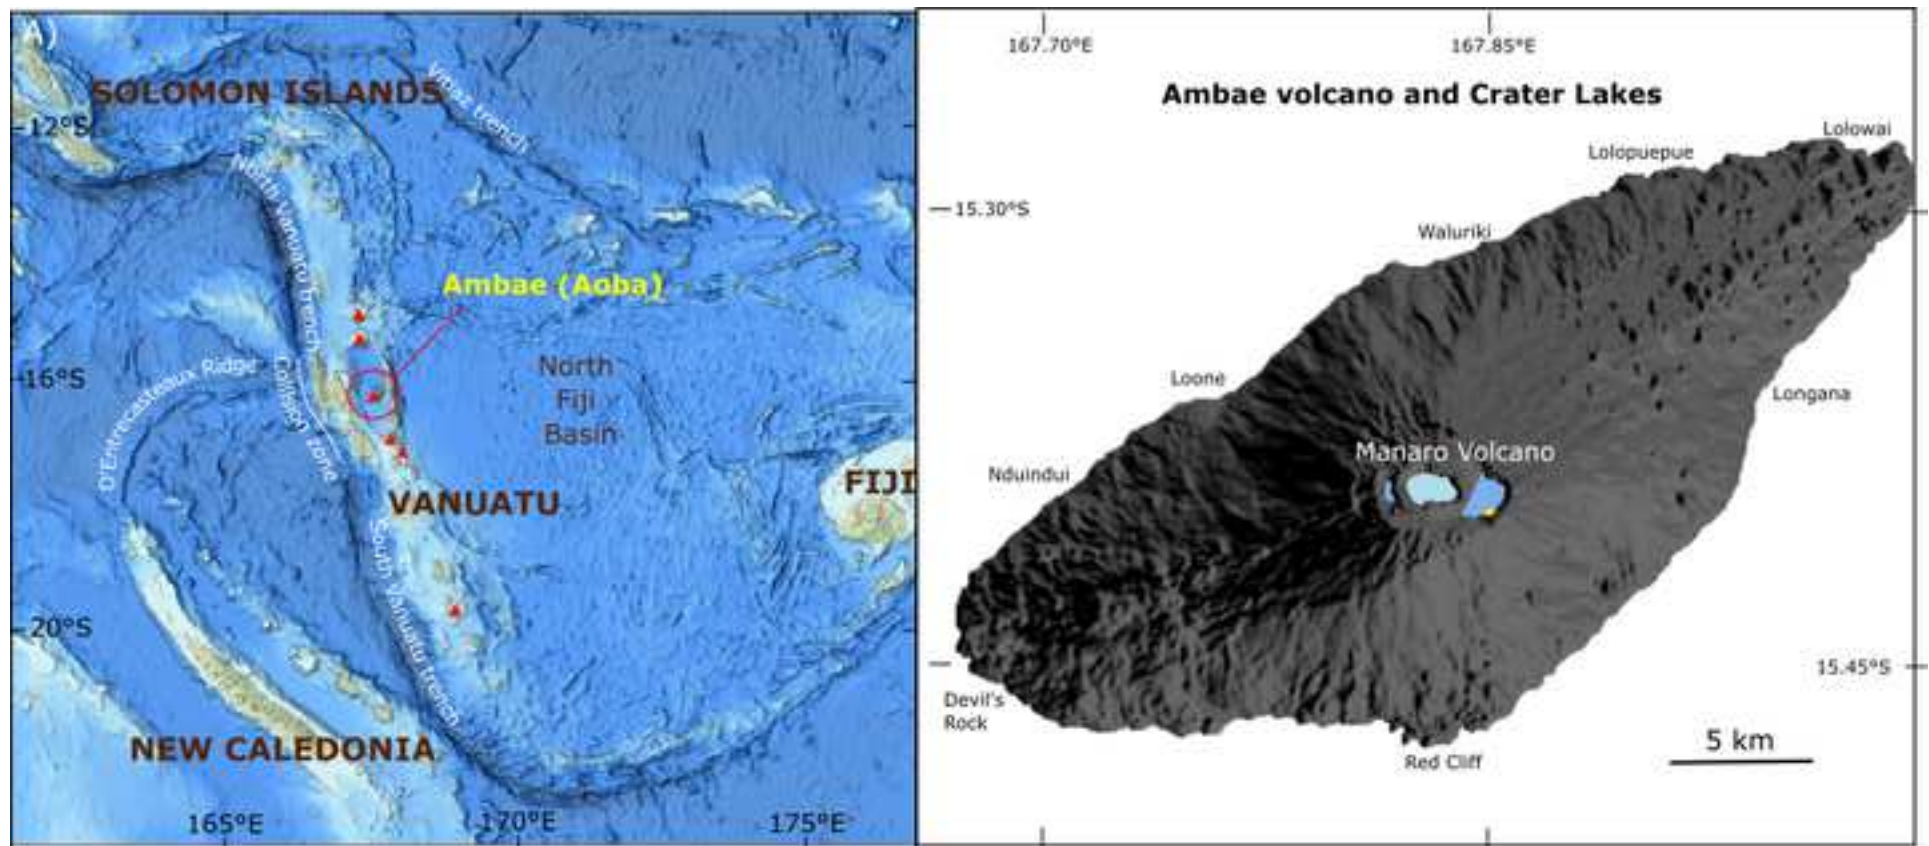 A)
SOLOMON ISLANDS
Vitiaz trench
12°S
North Vanuatu trench
Ambae (Aoba)
16°S
D'Entrecasteaux Ridge
Collision zone
North
Fiji
Basin
FIJI
VANUATU
South Vanuatu trench
20°S
NEW CALEDONIA
165°E
170°E
175°E
167.70°E
167.85°E
Ambae volcano and Crater Lakes
Lolowai
Lolopuepue
15.30°S
Waluriki
Loone
Longana
Manaro Volcano
Nduindui
15.45°S
Devil's
Rock
5 km
Red Cliff